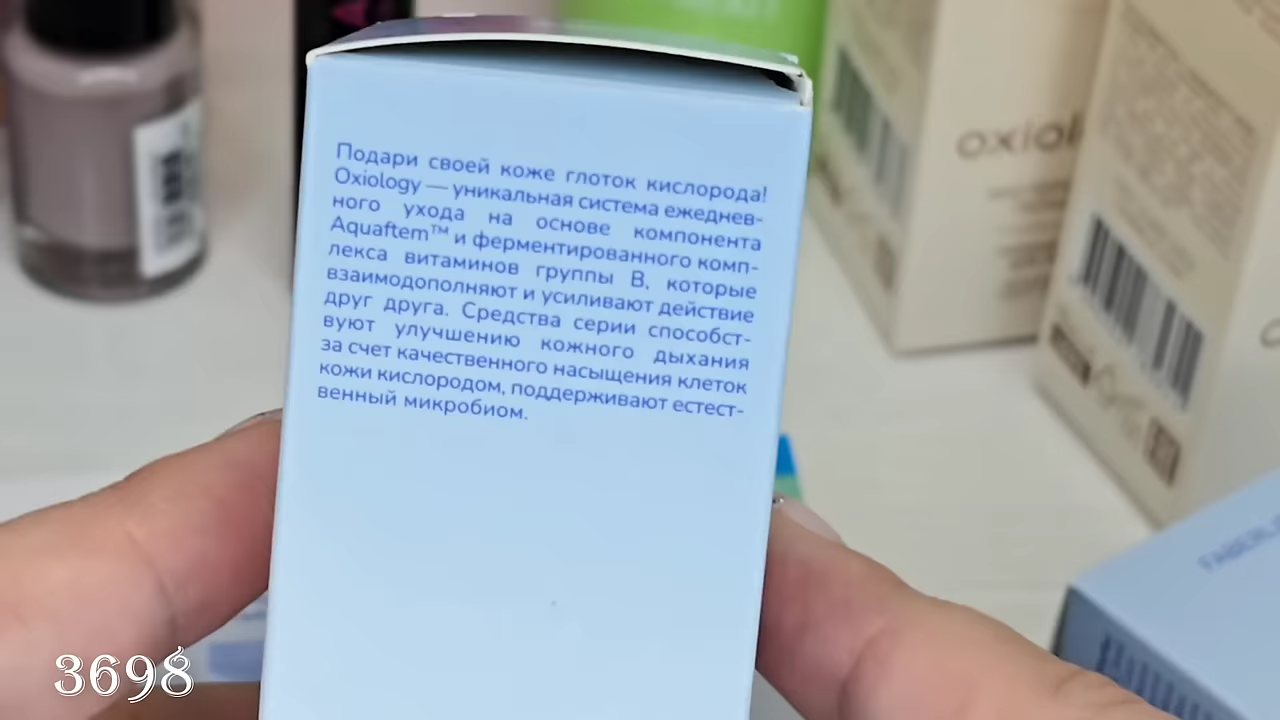 Подари своей коже глоток кислорода!
Oxiology — уникальная система ежеднев-
ного ухода на основе компонента
Aquaftem™ и ферментированного комп-
лекса витаминов группы В, которые
взаимодополняют и усиливают действие
друг друга. Средства серии способст-
вуют улучшению кожного дыхания
за счет качественного насыщения клеток
кожи кислородом, поддерживают естест-
венный микробиом.
oxiol
FABERLI
3698